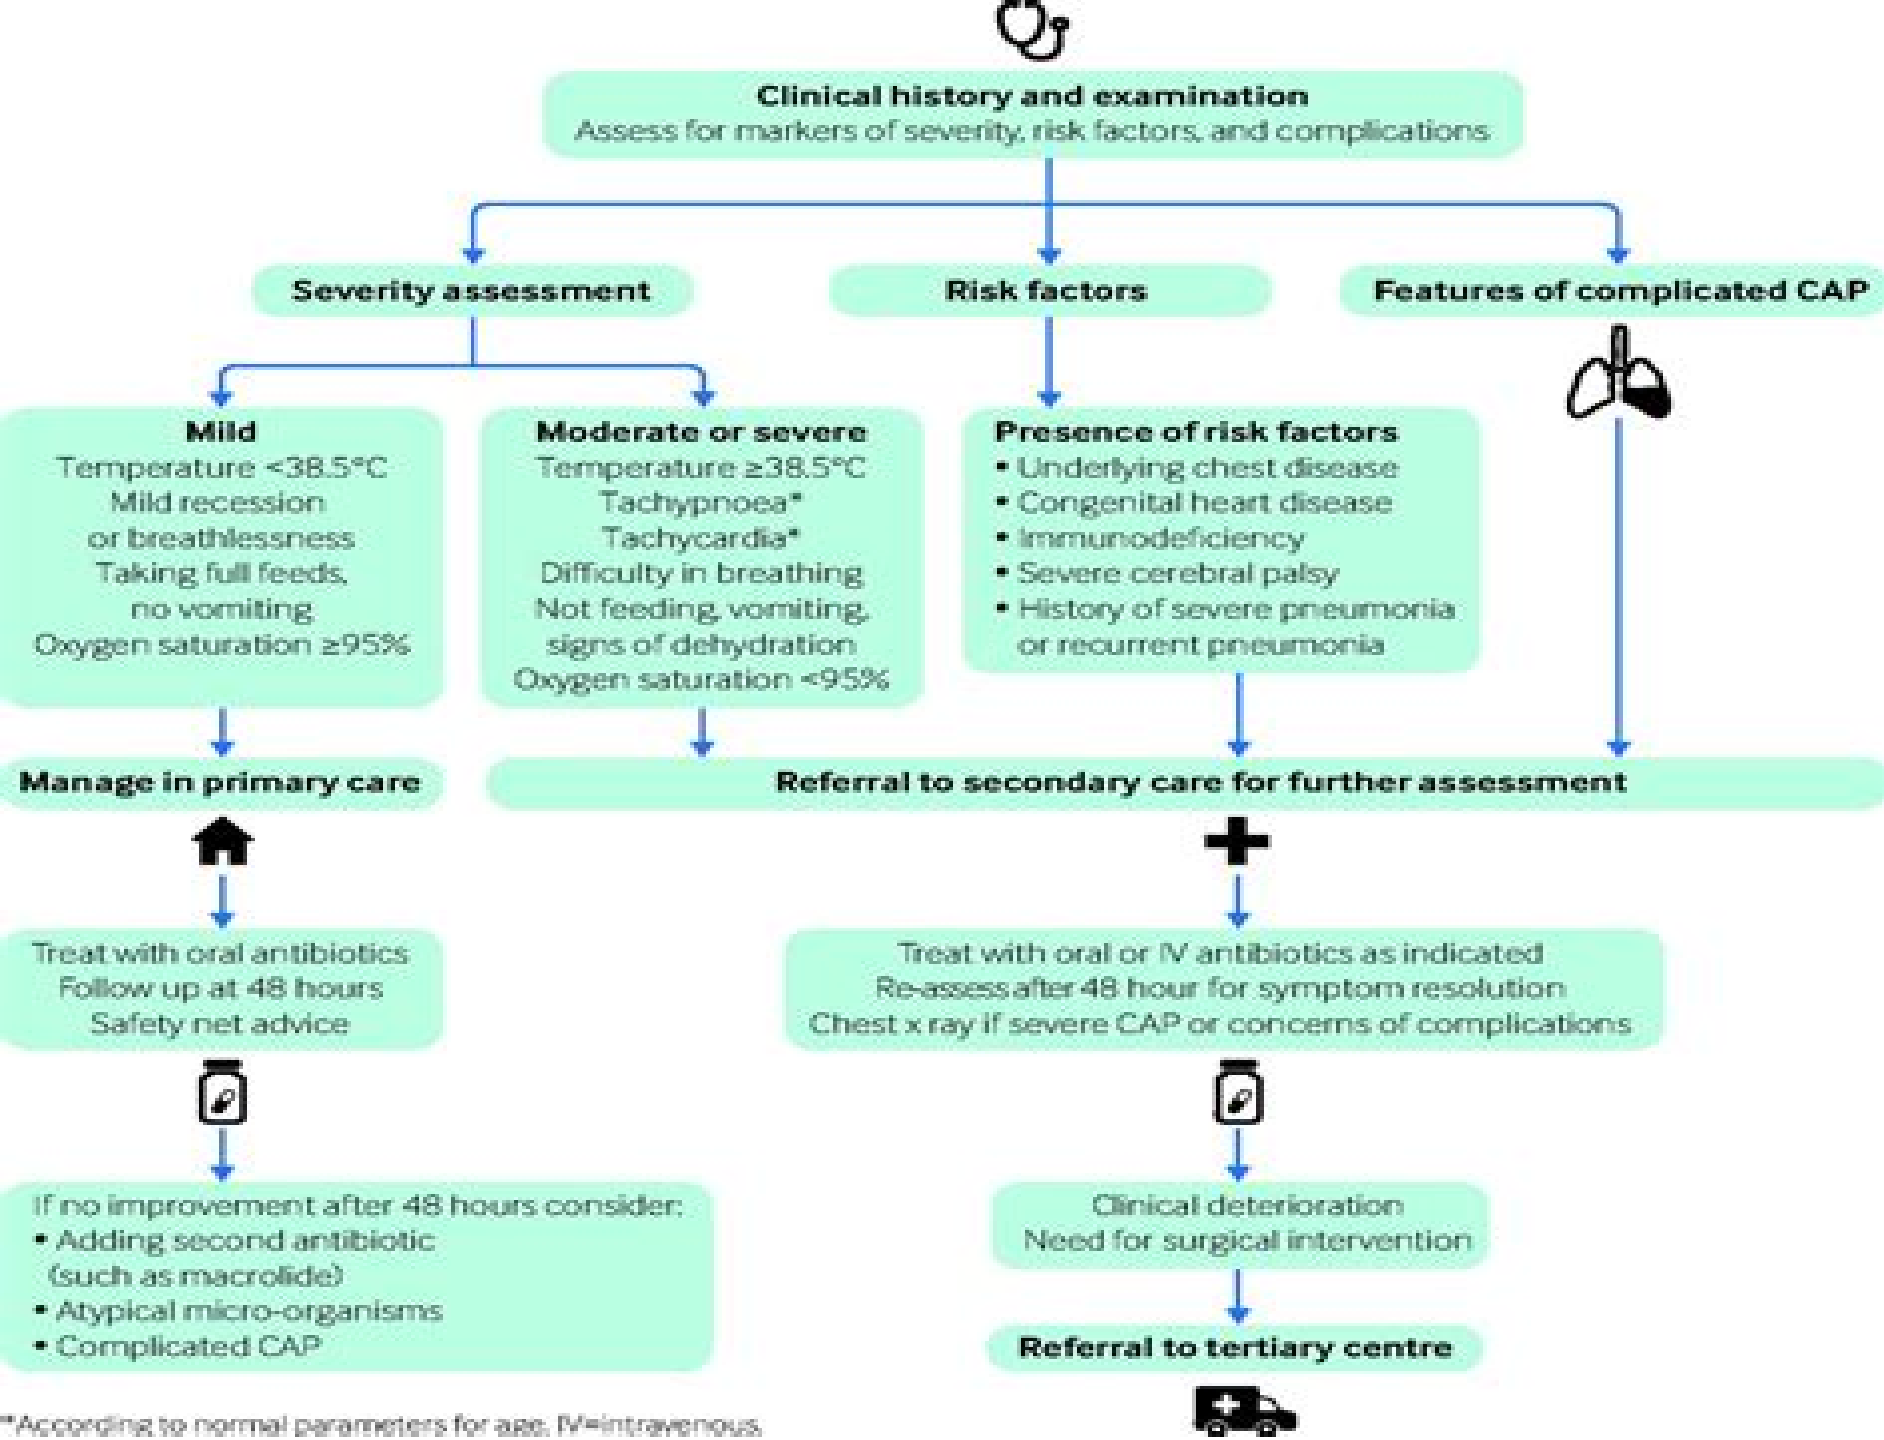 Clinical history and examination
Assess for markers of severity, risk factors, and complications
Severity assessment
Risk factors
Features of complicated CAP
Mild
Temperature <38.5°C
Mild recession
or breathlessness
Taking full feeds,
no vomiting
Oxygen saturation ≥95%
Moderate or severe
Temperature ≥38.5°C
Tachypnoea*
Tachycardia*
Difficulty in breathing
Not feeding, vomiting,
signs of dehydration
Oxygen saturation <95%
Presence of risk factors
• Underlying chest disease
• Congenital heart disease
• Immunodeficiency
• Severe cerebral palsy
• History of severe pneumonia
or recurrent pneumonia
Manage in primary care
Referral to secondary care for further assessment
Treat with oral antibiotics
Follow up at 48 hours
Safety net advice
Treat with oral or IV antibiotics as indicated
Re-assess after 48 hour for symptom resolution
Chest x ray if severe CAP or concerns of complications
If no improvement after 48 hours consider:
• Adding second antibiotic
(such as macrolide)
• Atypical micro-organisms
• Complicated CAP
Clinical deterioration
Need for surgical intervention
Referral to tertiary centre
*According to normal parameters for age. IV=intravenous.